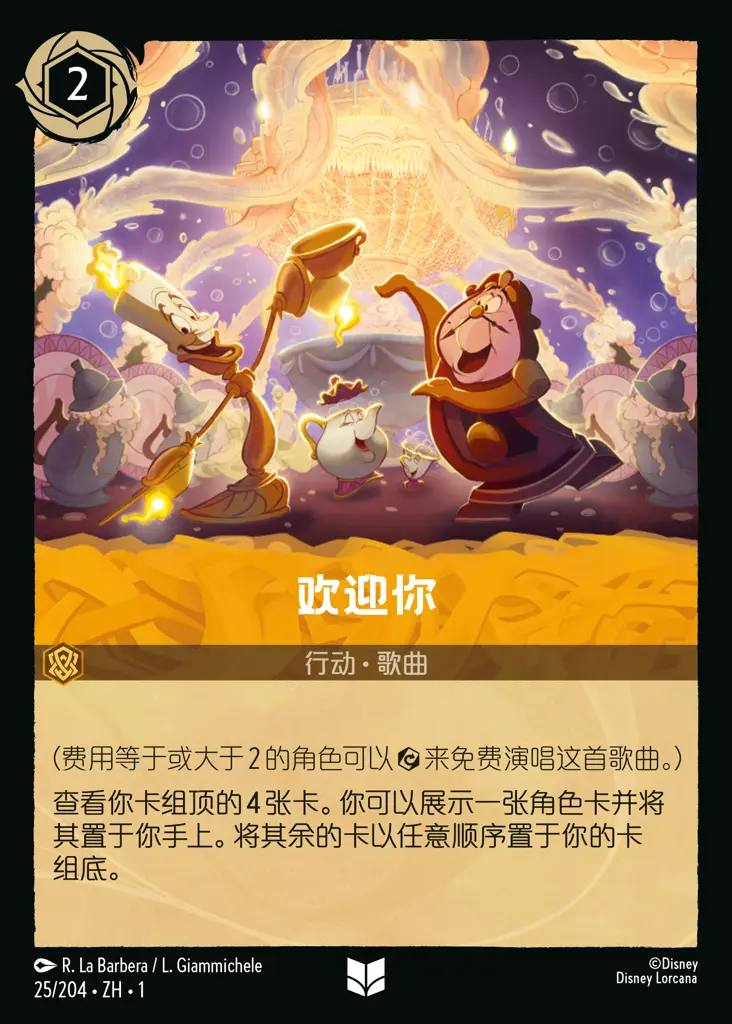 2
欢迎你
行动・歌曲
（费用等于或大于2的角色可以 来免费演唱这首歌曲。）
查看你卡组顶的4张卡。你可以展示一张角色卡并将
其置于你手上。将其余的卡以任意顺序置于你的卡
组底。
R. La Barbera / L. Giammichele
25/204 • ZH • 1
©Disney
Disney Lorcana